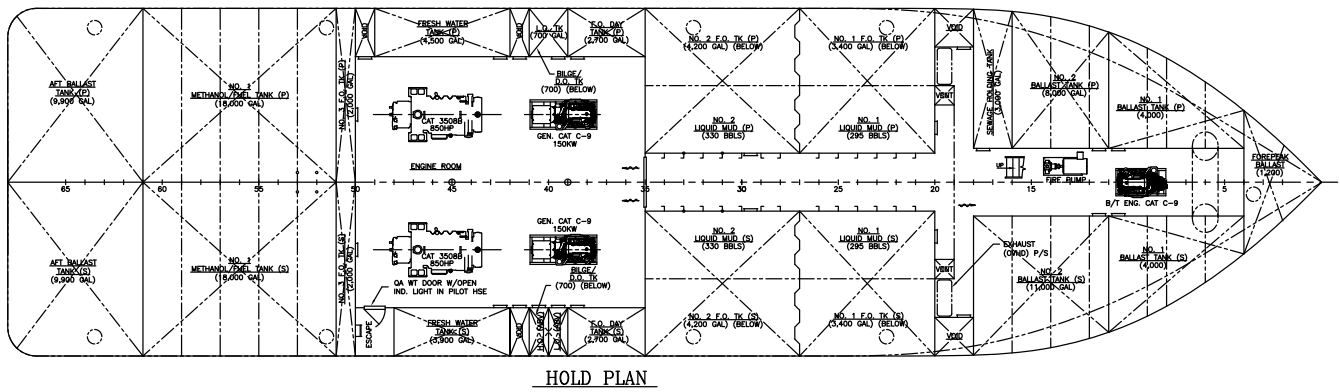 AFT BALLAST
TANK (P)
(9,900 GAL)
NO. 1
METHANOL/FUEL TANK (P)
(18,000 GAL)
NO. 3 F.O. TK (P)
VOID
FRESH WATER
TANK (P)
(4,500 GAL)
VOID
L.O. TK
(700 GAL)
F.O. DAY
TANK (P)
(2,700 GAL)
BILGE/
D.O. TK
(700) (BELOW)
CAT 3508B
850HP
GEN. CAT C-9
150KW
ENGINE ROOM
NO. 2 F.O. TK (P)
(4,200 GAL) (BELOW)
NO. 1 F.O. TK (P)
(3,400 GAL) (BELOW)
NO. 2
LIQUID MUD (P)
(330 BBLS)
NO. 1
LIQUID MUD (P)
(295 BBLS)
VOID
VENT
SEWAGE HOLDING TANK
(3,090 GAL)
NO. 2
BALLAST TANK (P)
(8,000 GAL)
NO. 1
BALLAST TANK (P)
(4,000)
UP
FIRE PUMP
B/T ENG. CAT C-9
FOREPEAK
BALLAST
(1,200)
65
60
55
50
45
40
35
30
25
20
15
10
5
AFT BALLAST
TANK (S)
(9,900 GAL)
NO. 1
METHANOL/FUEL TANK (S)
(18,000 GAL)
NO. 3 F.O. TK (S)
CAT 3508B
850HP
GEN. CAT C-9
150KW
BILGE/
D.O. TK
(700) (BELOW)
QA WT DOOR W/OPEN
IND. LIGHT IN PILOT HSE
ESCAPE
FRESH WATER
TANK (S)
(3,900 GAL)
VOID
F.O. DAY
TANK (S)
(2,700 GAL)
NO. 2
LIQUID MUD (S)
(330 BBLS)
NO. 1
LIQUID MUD (S)
(295 BBLS)
NO. 2 F.O. TK (S)
(4,200 GAL) (BELOW)
NO. 1 F.O. TK (S)
(3,400 GAL) (BELOW)
VENT
VOID
EXHAUST
(OVHD) P/S
NO. 2
BALLAST TANK (S)
(11,000 GAL)
NO. 1
BALLAST TANK (S)
(4,000)
HOLD PLAN